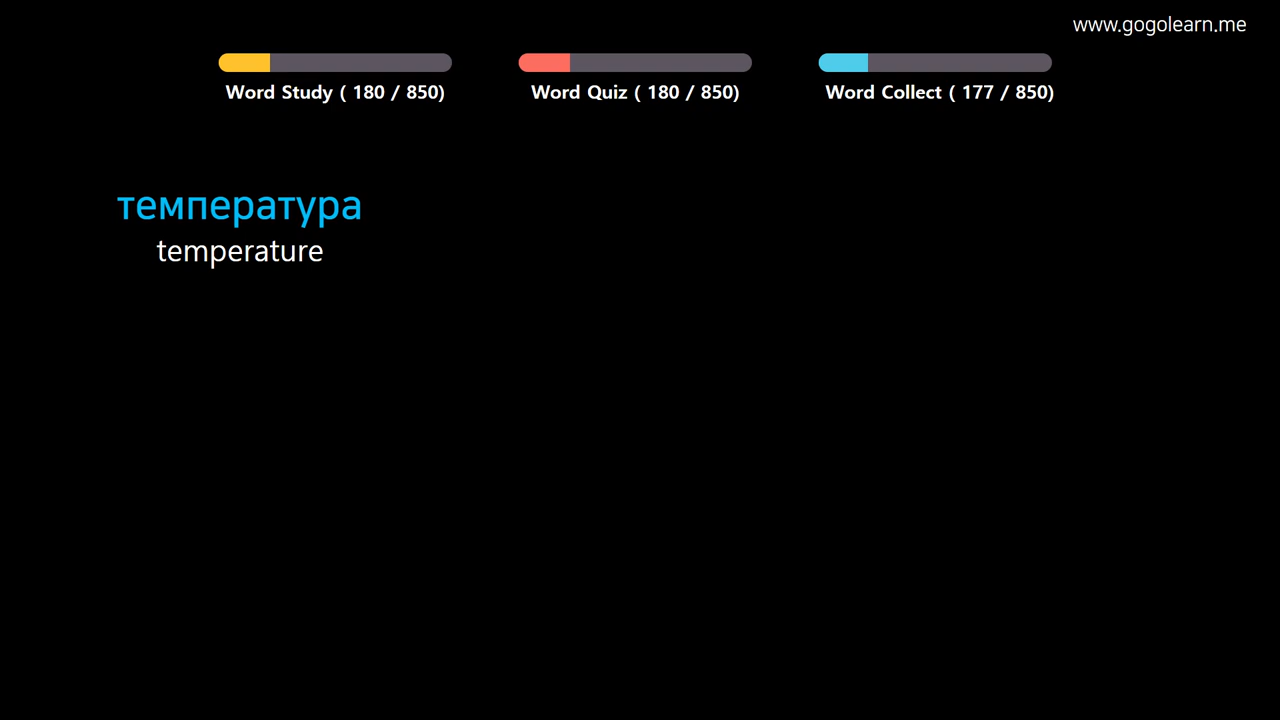 www.gogolearn.me
Word Study ( 180 / 850)
Word Quiz ( 180 / 850)
Word Collect ( 177 / 850)
температура
temperature